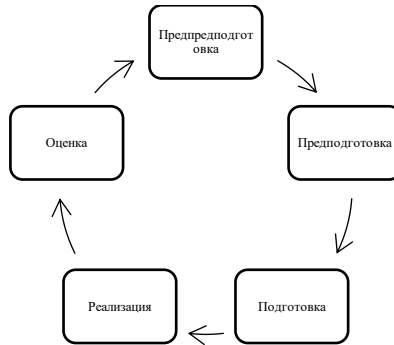 Предпредподгот
овка
Предподготовка
Подготовка
Реализация
Оценка